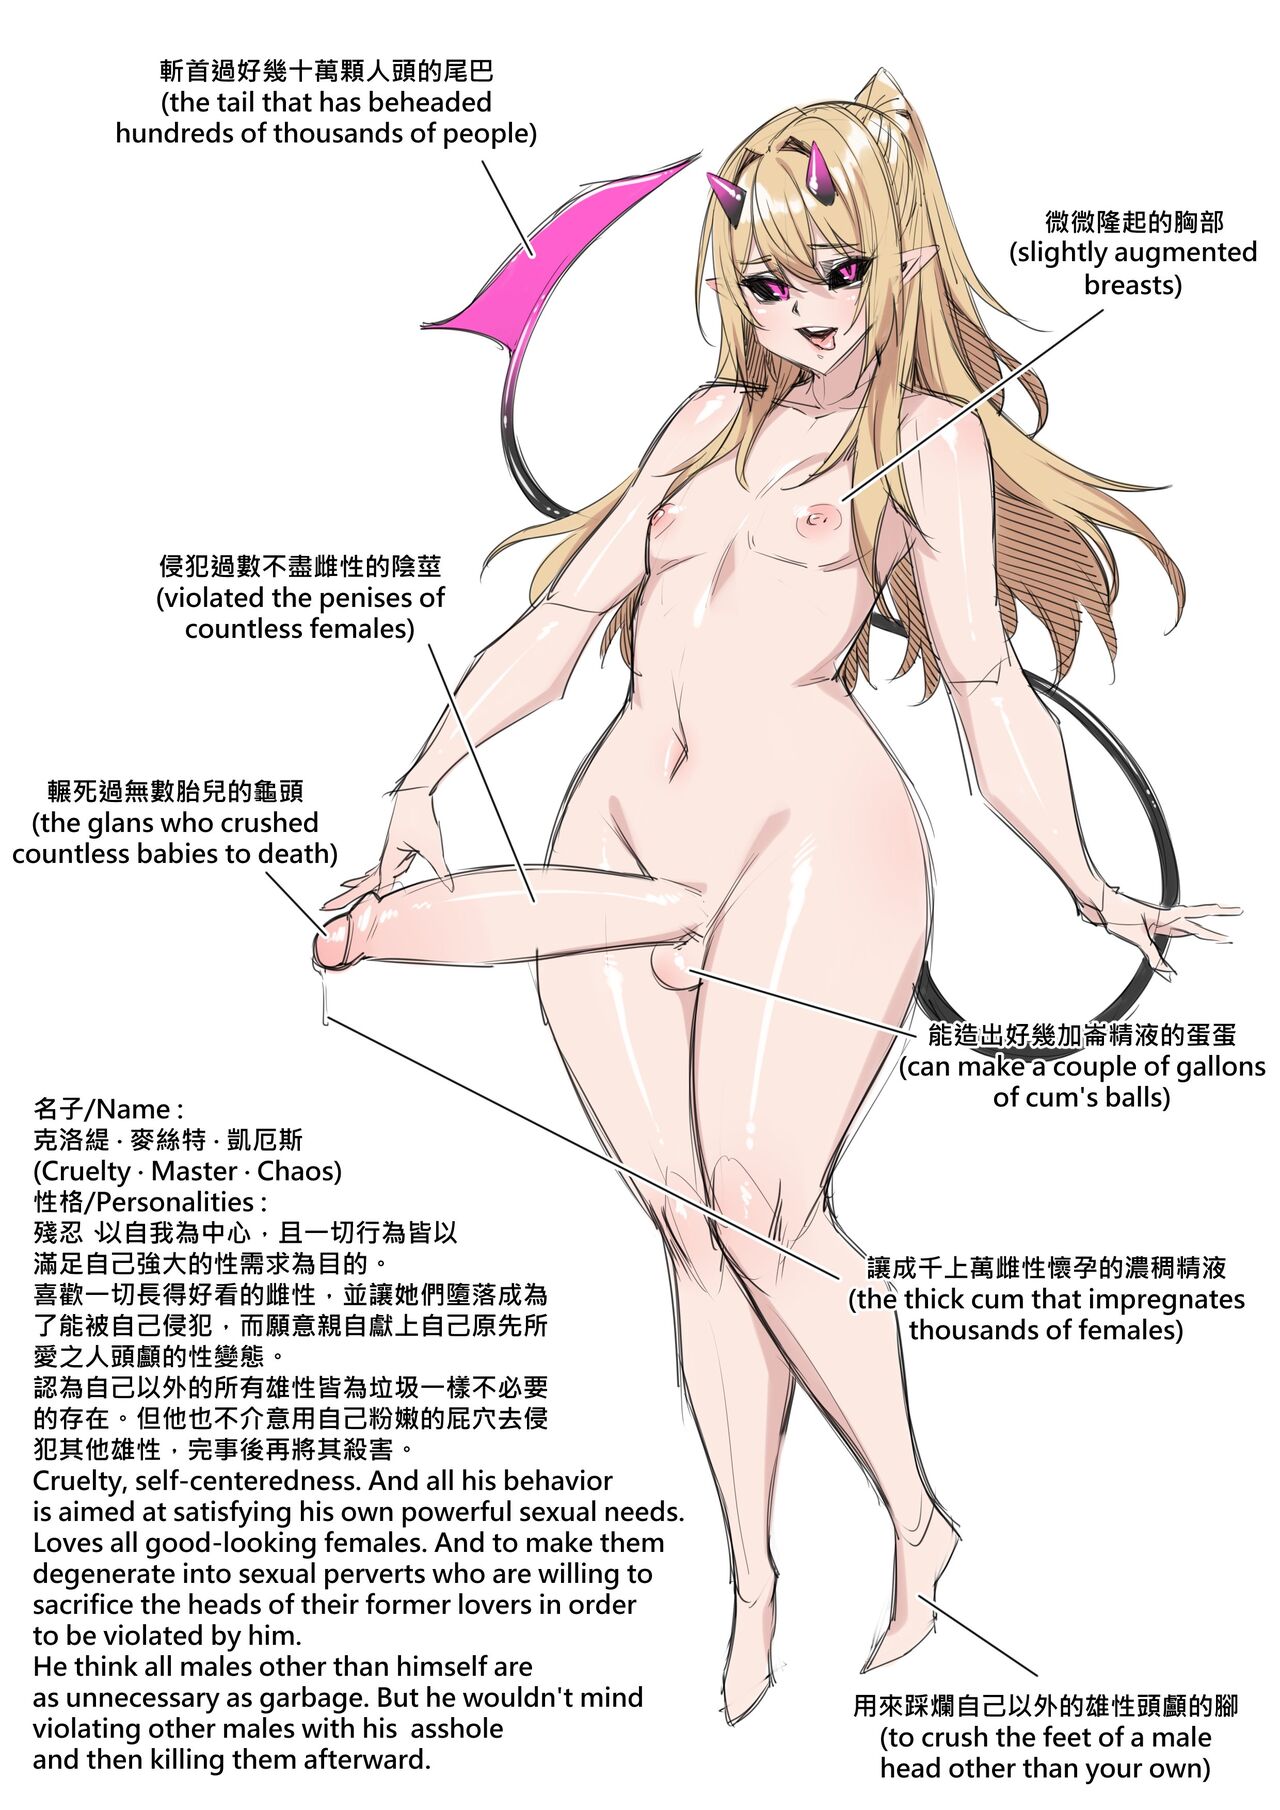 斬首過好幾十萬顆人頭的尾巴
(the tail that has beheaded
hundreds of thousands of people)
微微隆起的胸部
(slightly augmented
breasts)
侵犯過數不盡雌性的陰莖
(violated the penises of
countless females)
輾死過無數胎兒的龜頭
(the glans who crushed
countless babies to death)
能造出好幾加崙精液的蛋蛋
(can make a couple of gallons
of cum's balls)
名子/Name :
克洛緹 · 麥絲特 · 凱厄斯
(Cruelty · Master · Chaos)
性格/Personalities :
殘忍、以自我為中心，且一切行為皆以
滿足自己強大的性需求為目的。
喜歡一切長得好看的雌性，並讓她們墮落成為
了能被自己侵犯，而願意親自獻上自己原先所
愛之人頭顱的性變態。
認為自己以外的所有雄性皆為垃圾一樣不必要
的存在。但他也不介意用自己粉嫩的屁穴去侵
犯其他雄性，完事後再將其殺害。
Cruelty, self-centeredness. And all his behavior
is aimed at satisfying his own powerful sexual needs.
Loves all good-looking females. And to make them
degenerate into sexual perverts who are willing to
sacrifice the heads of their former lovers in order
to be violated by him.
He think all males other than himself are
as unnecessary as garbage. But he wouldn't mind
violating other males with his asshole
and then killing them afterward.
讓成千上萬雌性懷孕的濃稠精液
(the thick cum that impregnates
thousands of females)
用來踩爛自己以外的雄性頭顱的腳
(to crush the feet of a male
head other than your own)